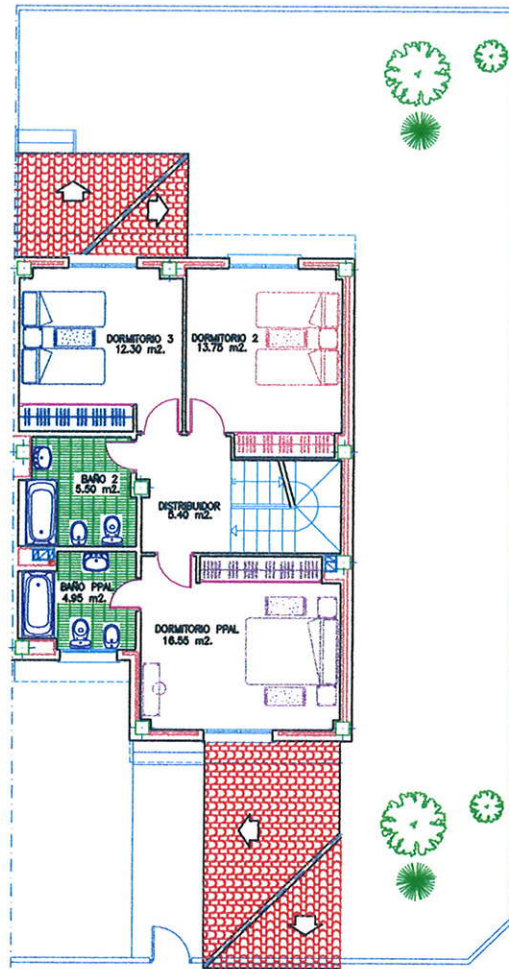 DORMITORIO 3
12.30 m2.
DORMITORIO 2
13.75 m2.
BAÑO 2
5.50 m2.
DISTRIBUIDOR
5.40 m2.
BAÑO PPAL
4.95 m2.
DORMITORIO PPAL
16.55 m2.